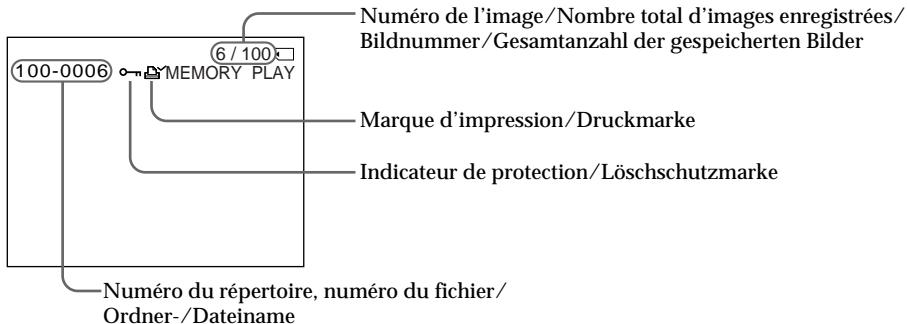 Numéro de l'image/Nombre total d'images enregistrées/
Bildnummer/Gesamtanzahl der gespeicherten Bilder
6 / 100
100-0006 MEMORY PLAY
Marque d'impression/Druckmarke
Indicateur de protection/Löschschutzmarke
Numéro du répertoire, numéro du fichier/
Ordner-/Dateiname